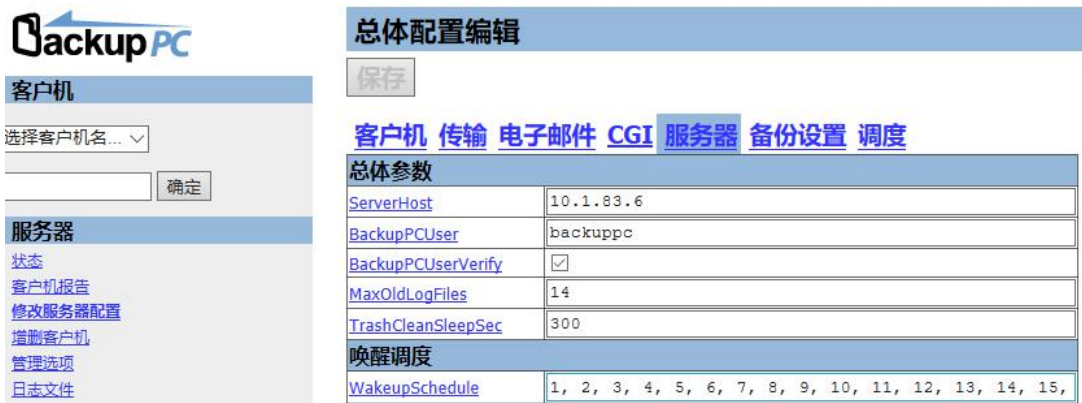 BackupPC
客户机
选择客户机名...
确定
服务器
状态
客户机报告
修改服务器配置
增删客户机
管理选项
日志文件
总体配置编辑
保存
客户机 传输 电子邮件 CGI 服务器 备份设置 调度
总体参数
ServerHost 10.1.83.6
BackupPCUser backuppc
BackupPCUserVerify
MaxOldLogFiles 14
TrashCleanSleepSec 300
唤醒调度
WakeupSchedule 1, 2, 3, 4, 5, 6, 7, 8, 9, 10, 11, 12, 13, 14, 15,